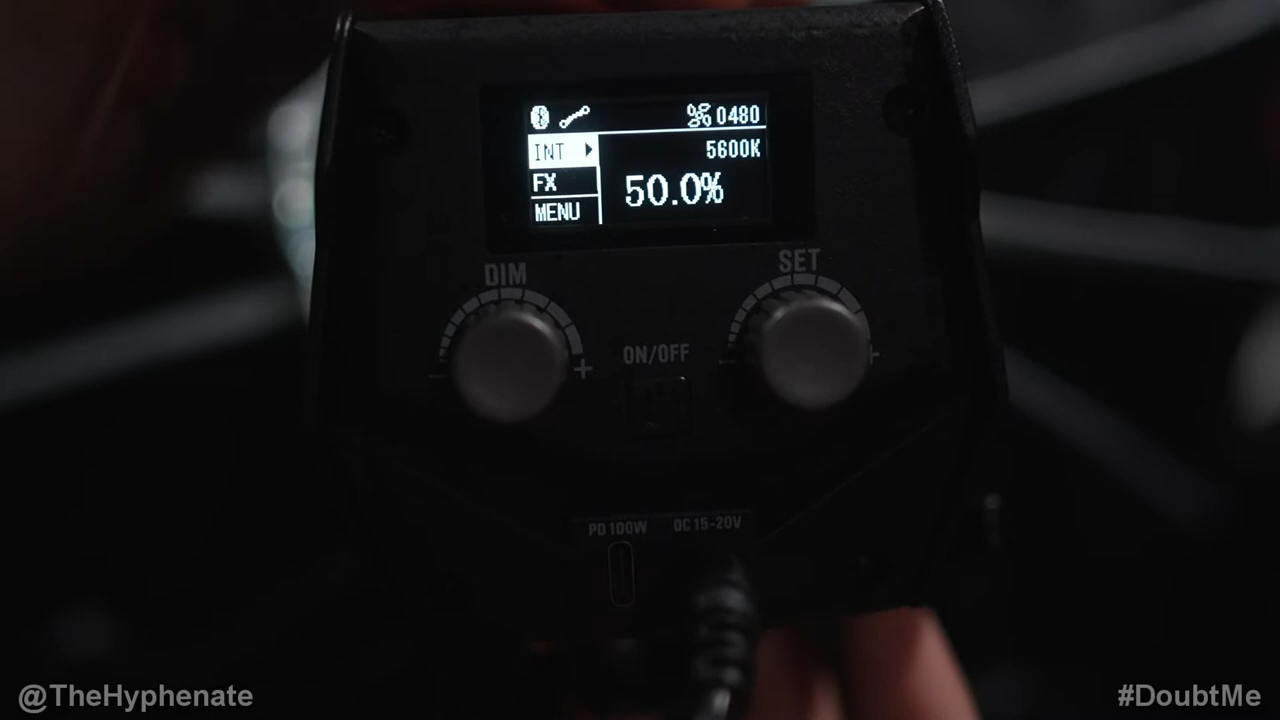 0480
INT
5600K
FX
50.0%
MENU
DIM
SET
ON/OFF
- +
- +
PD 100W DC 15-20V
@TheHyphenate
#DoubtMe